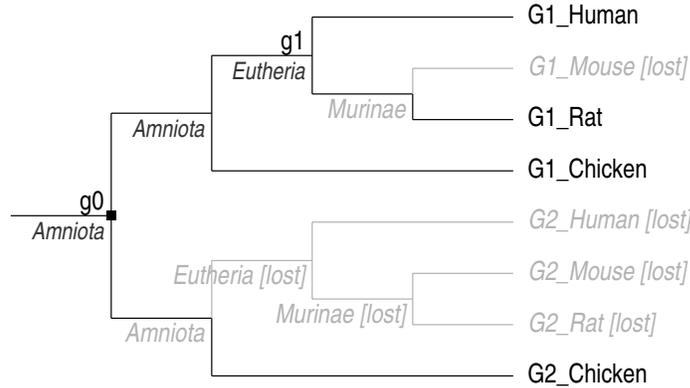 G1_Human
g1
Eutheria
G1_Mouse [lost]
Murinae
G1_Rat
Amniota
G1_Chicken
g0
Amniota
G2_Human [lost]
Eutheria [lost]
G2_Mouse [lost]
Murinae [lost]
G2_Rat [lost]
Amniota
G2_Chicken